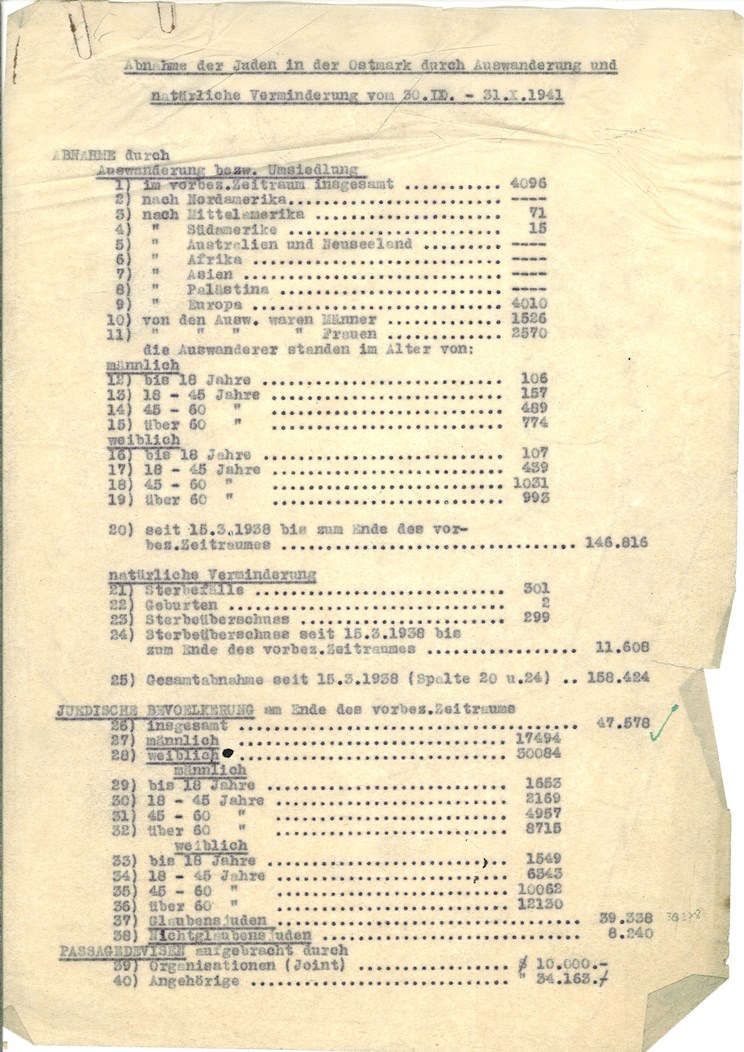 Abnahme der Juden in der Ostmark durch Auswanderung und
natürliche Verminderung vom 30.IX. - 31.X.1941
ABNAHME durch
Auswanderung bezw. Umsiedlung
1) im vorbez.Zeitraum insgesamt ........... 4096
2) nach Nordamerika........................ ----
3) nach Mittelamerika ..................... 71
4) " Südamerike ........................ 15
5) " Australien und Neuseeland ......... ----
6) " Afrika ............................ ----
7) " Asien ............................. ----
8) " Palästina ......................... ----
9) " Europa ............................ 4010
10) von den Ausw. waren Männer ............. 1526
11) " " " " Frauen ............. 2570
die Auswanderer standen im Alter von:
männlich
12) bis 18 Jahre ........................... 106
13) 18 - 45 Jahre .......................... 157
14) 45 - 60 " .......................... 489
15) über 60 " .......................... 774
weiblich
16) bis 18 Jahre ........................... 107
17) 18 - 45 Jahre .......................... 439
18) 45 - 60 " .......................... 1031
19) über 60 " .......................... 993
20) seit 15.3.1938 bis zum Ende des vor-
bez.Zeitraumes ................................... 146.816
natürliche Verminderung
21) Sterbefälle ............................ 301
22) Geburten ............................... 2
23) Sterbeüberschuss ....................... 299
24) Sterbeüberschuss seit 15.3.1938 bis
zum Ende des vorbez.Zeitraumes .................. 11.608
25) Gesamtabnahme seit 15.3.1938 (Spalte 20 u.24) .. 158.424
JUEDISCHE BEVOELKERUNG am Ende des vorbez.Zeitraums
26) insgesamt ...................................... 47.578
27) männlich ............................... 17494
28) weiblich ............................... 30084
männlich
29) bis 18 Jahre ........................... 1653
30) 18 - 45 Jahre .......................... 2169
31) 45 - 60 " .......................... 4957
32) über 60 " .......................... 8715
weiblich
33) bis 18 Jahre ........................... 1549
34) 18 - 45 Jahre .......................... 6343
35) 45 - 60 " .......................... 10062
36) über 60 " .......................... 12130
37) Glaubensjuden .................................. 39.338
38) Nichtglaubensjuden ............................. 8.240
PASSAGEDEVISEN aufgebracht durch
39) Organisationen (Joint) ................. $ 10.000.-
40) Angehörige ............................. " 34.163.-